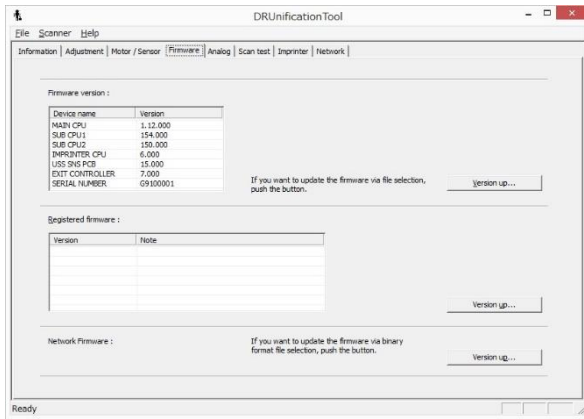 DRUnificationTool
File Scanner Help
Information Adjustment Motor / Sensor Firmware Analog Scan test Imprinter Network
Firmware version :
Device name Version
MAIN CPU 1.12.000
SUB CPU1 154.000
SUB CPU2 150.000
IMPRINTER CPU 6.000
USS SNS PCB 15.000
EXIT CONTROLLER 7.000
SERIAL NUMBER G9100001
If you want to update the firmware via file selection,
push the button.
Version up...
Registered firmware :
Version Note
Version up...
Network Firmware :
If you want to update the firmware via binary
format file selection, push the button.
Version up...
Ready